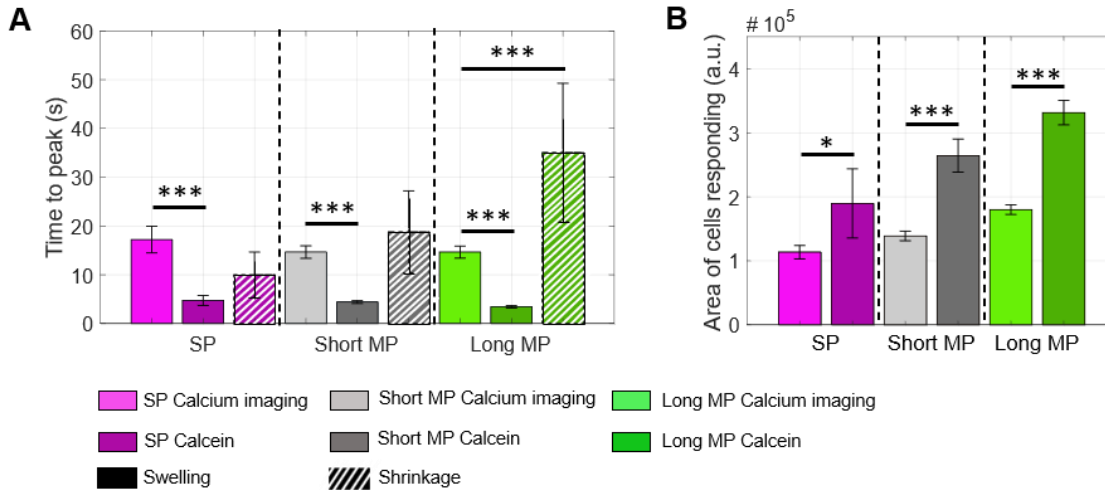 A
Time to peak (s)
60
50
40
30
20
10
0
***
***
***
***
SP
Short MP
Long MP
B
# 10^5
Area of cells responding (a.u.)
4
3
2
1
0
*
***
***
SP
Short MP
Long MP
SP Calcium imaging
Short MP Calcium imaging
Long MP Calcium imaging
SP Calcein
Short MP Calcein
Long MP Calcein
Swelling
Shrinkage